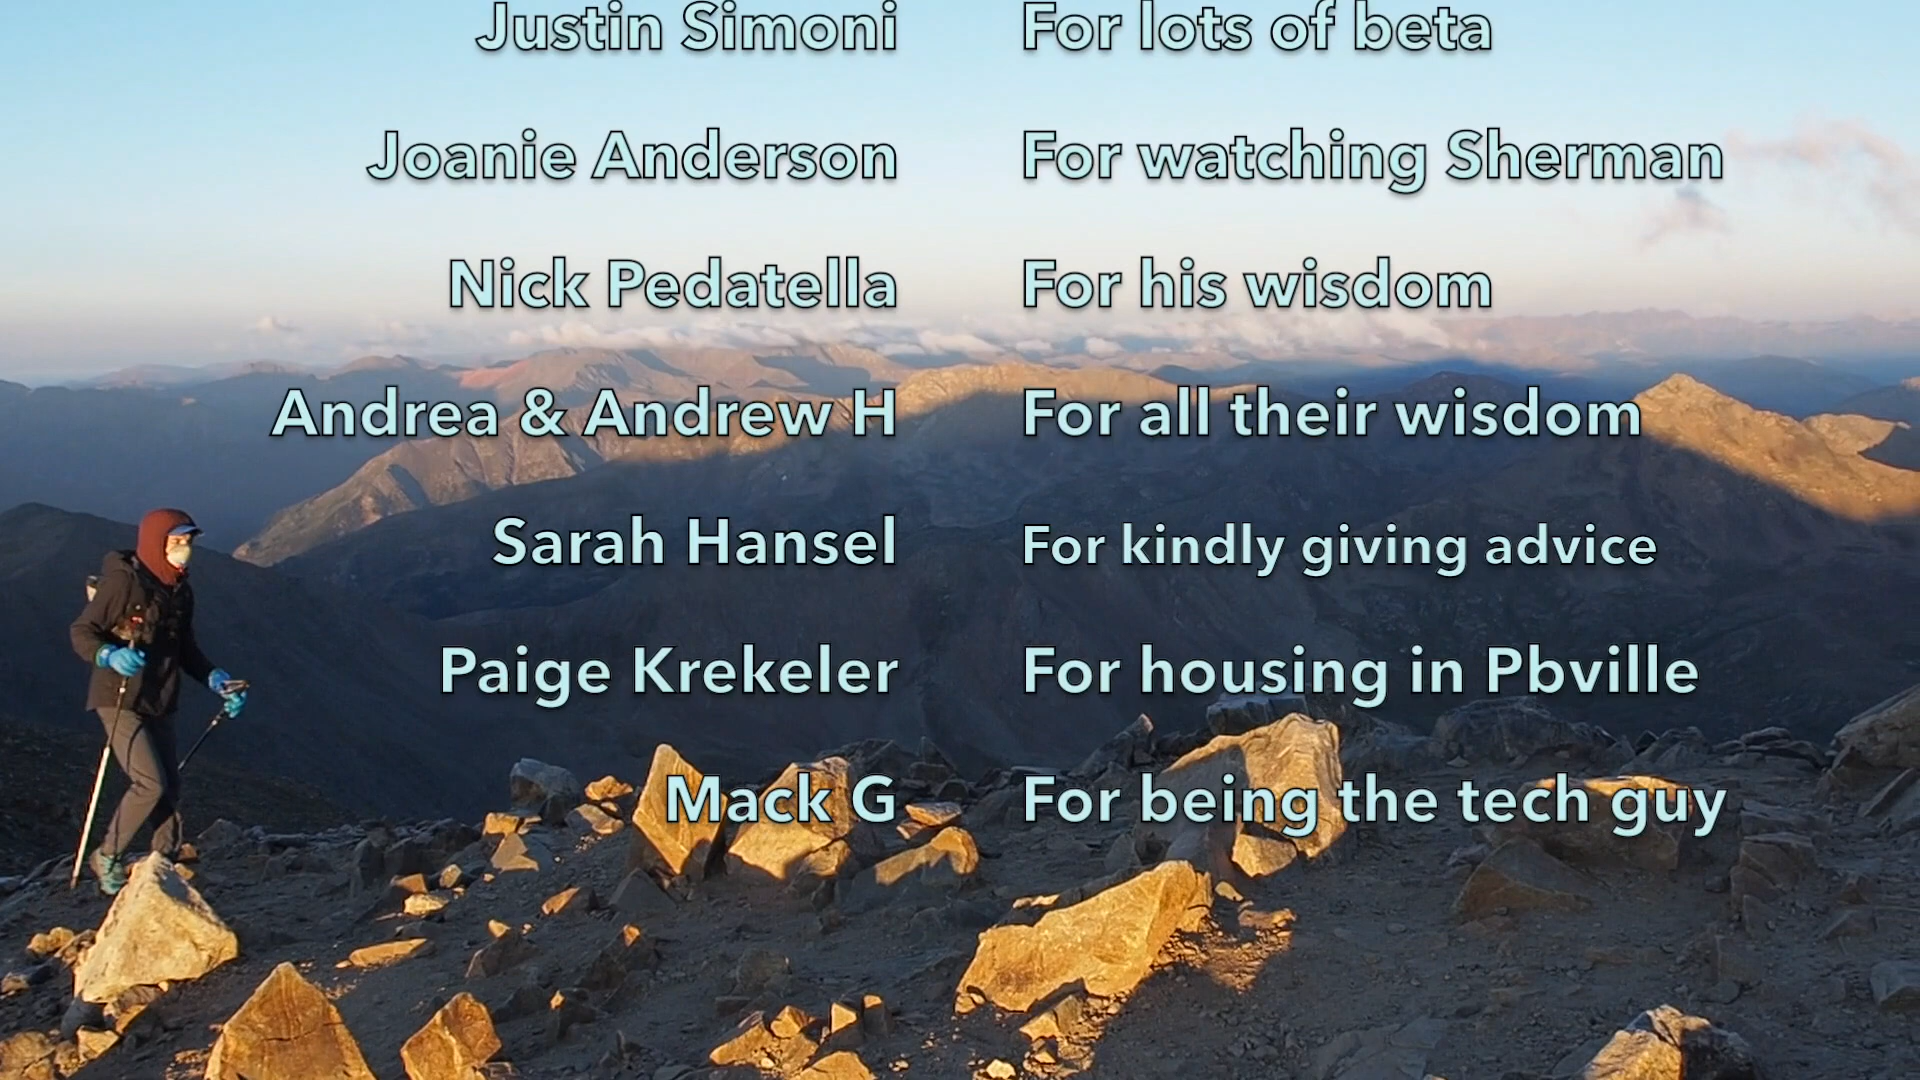 Justin Simoni For lots of beta
Joanie Anderson For watching Sherman
Nick Pedatella For his wisdom
Andrea & Andrew H For all their wisdom
Sarah Hansel For kindly giving advice
Paige Krekeler For housing in Pbville
Mack G For being the tech guy